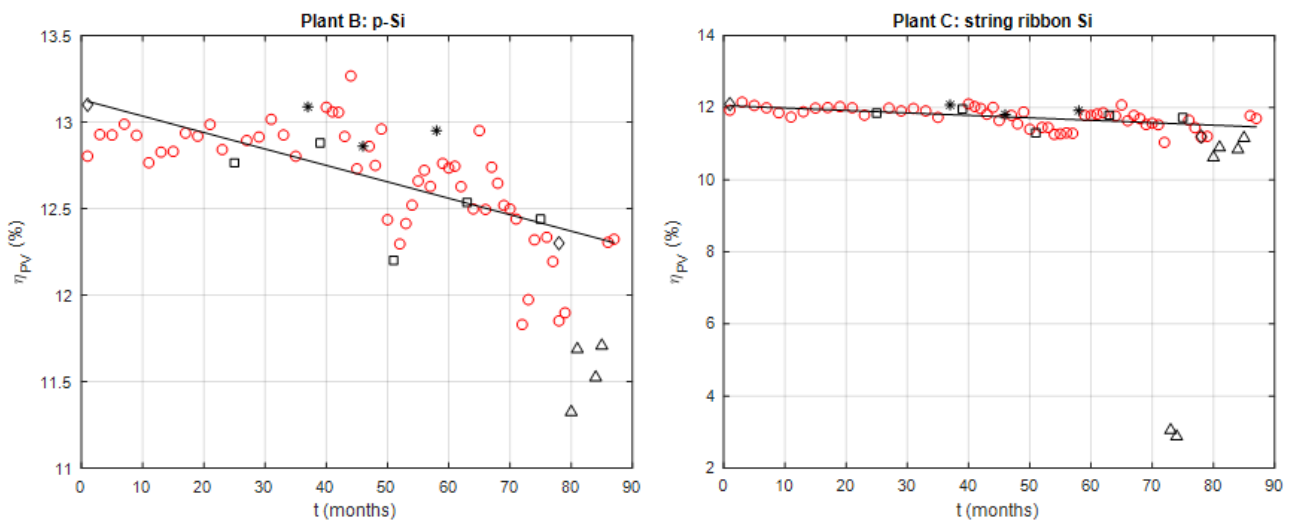 Plant B: p-Si
13.5
13
12.5
12
11.5
11
η_PV (%)
0 10 20 30 40 50 60 70 80 90
t (months)
Plant C: string ribbon Si
14
12
10
8
6
4
2
η_PV (%)
0 10 20 30 40 50 60 70 80 90
t (months)